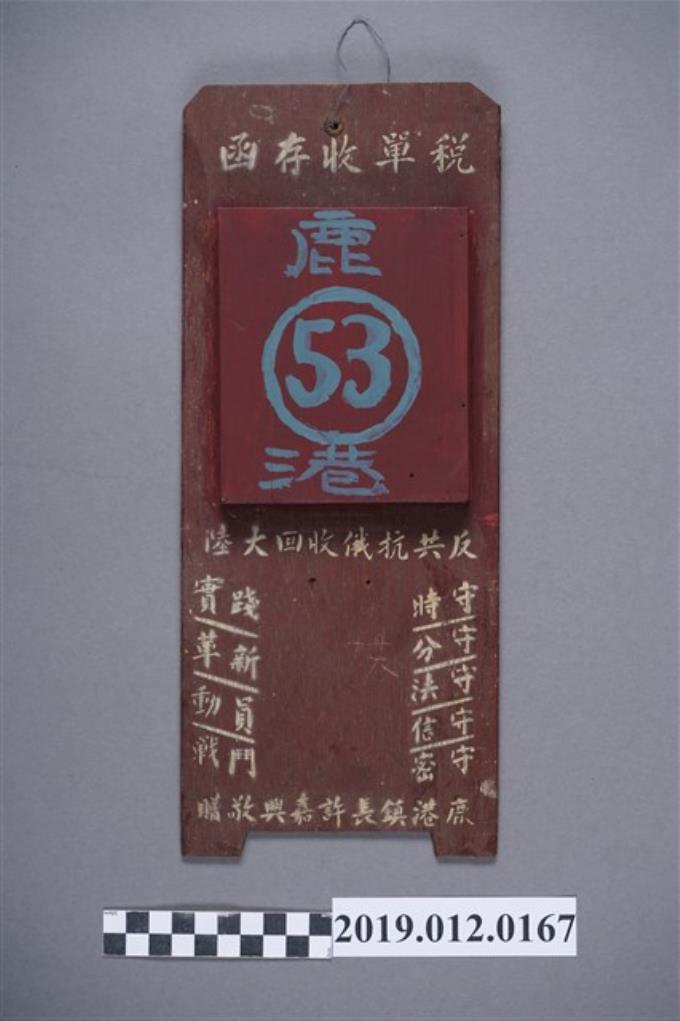 税單收存函
鹿
53
港
反共抗俄收回大陸
守時
守分
守法
守信
守密
實踐
革新
動員
戰鬥
鹿港鎮長許嘉興敬贈
2019.012.0167